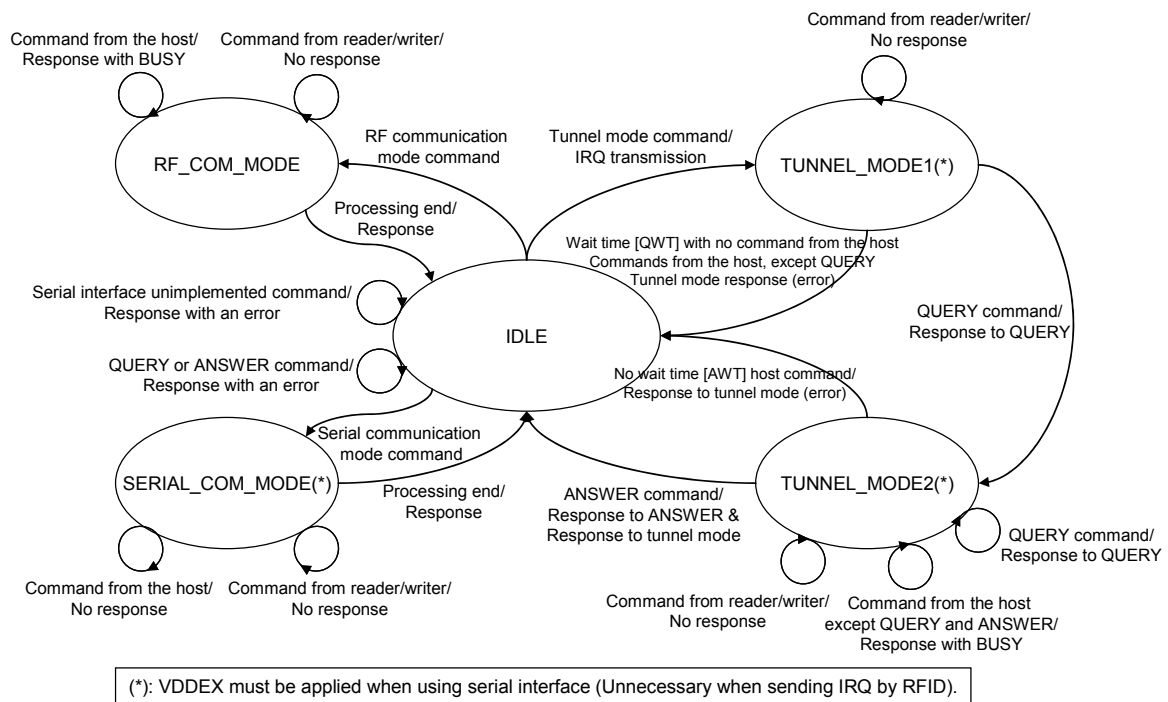 Command from the host/
Response with BUSY
Command from reader/writer/
No response
RF_COM_MODE
RF communication
mode command
Processing end/
Response
Tunnel mode command/
IRQ transmission
Command from reader/writer/
No response
TUNNEL_MODE1(*)
Wait time [QWT] with no command from the host
Commands from the host, except QUERY
Tunnel mode response (error)
QUERY command/
Response to QUERY
Serial interface unimplemented command/
Response with an error
IDLE
QUERY or ANSWER command/
Response with an error
No wait time [AWT] host command/
Response to tunnel mode (error)
Serial communication
mode command
SERIAL_COM_MODE(*)
Processing end/
Response
ANSWER command/
Response to ANSWER &
Response to tunnel mode
TUNNEL_MODE2(*)
QUERY command/
Response to QUERY
Command from the host/
No response
Command from reader/writer/
No response
Command from reader/writer/
No response
Command from the host
except QUERY and ANSWER/
Response with BUSY
(*): VDDEX must be applied when using serial interface (Unnecessary when sending IRQ by RFID).